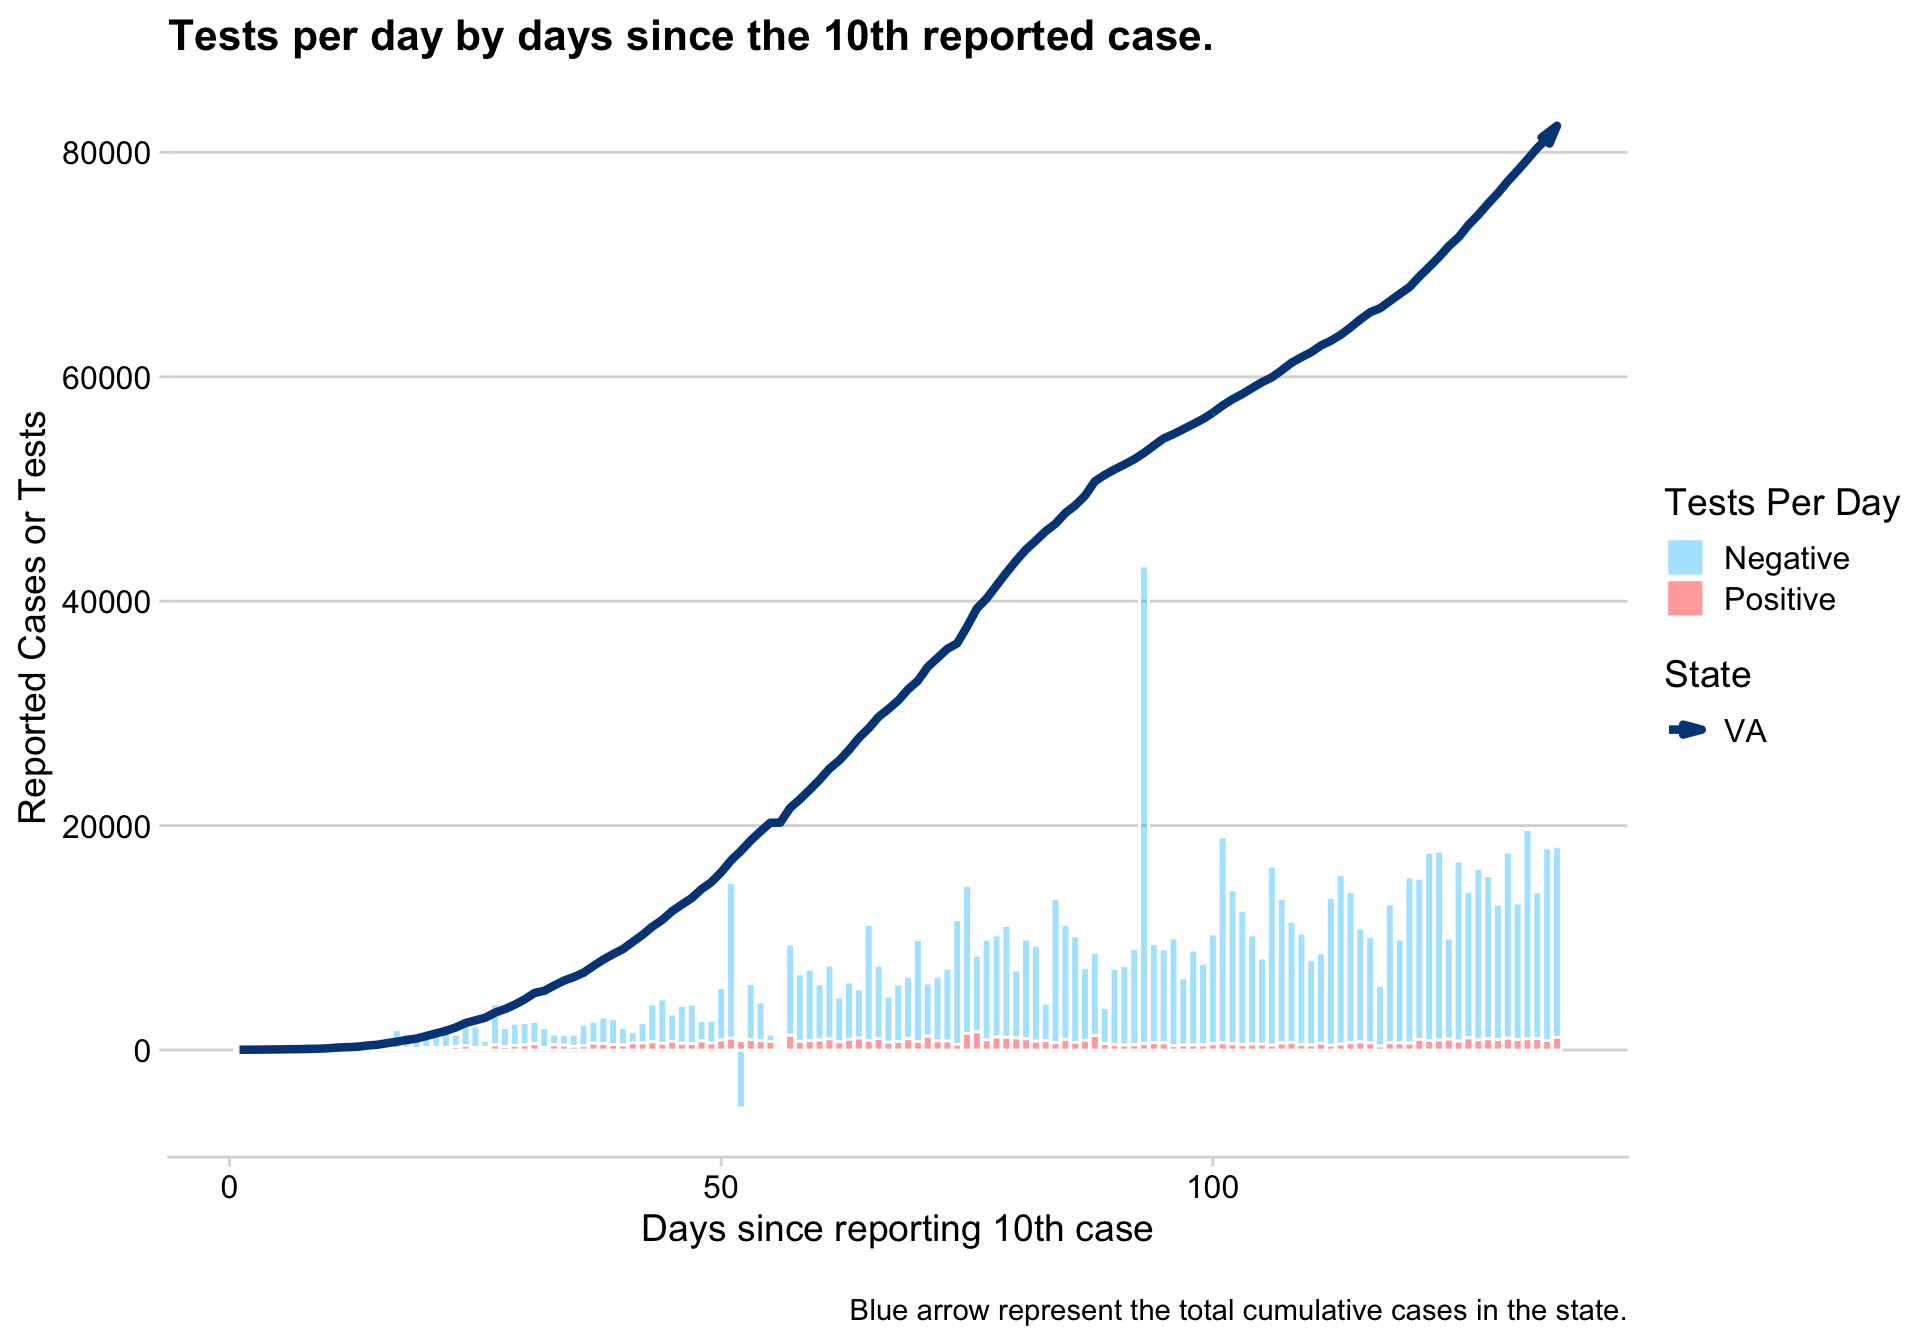 Tests per day by days since the 10th reported case.
80000
60000
40000
20000
0
Reported Cases or Tests
0 50 100
Days since reporting 10th case
Tests Per Day
Negative
Positive
State
VA
Blue arrow represent the total cumulative cases in the state.